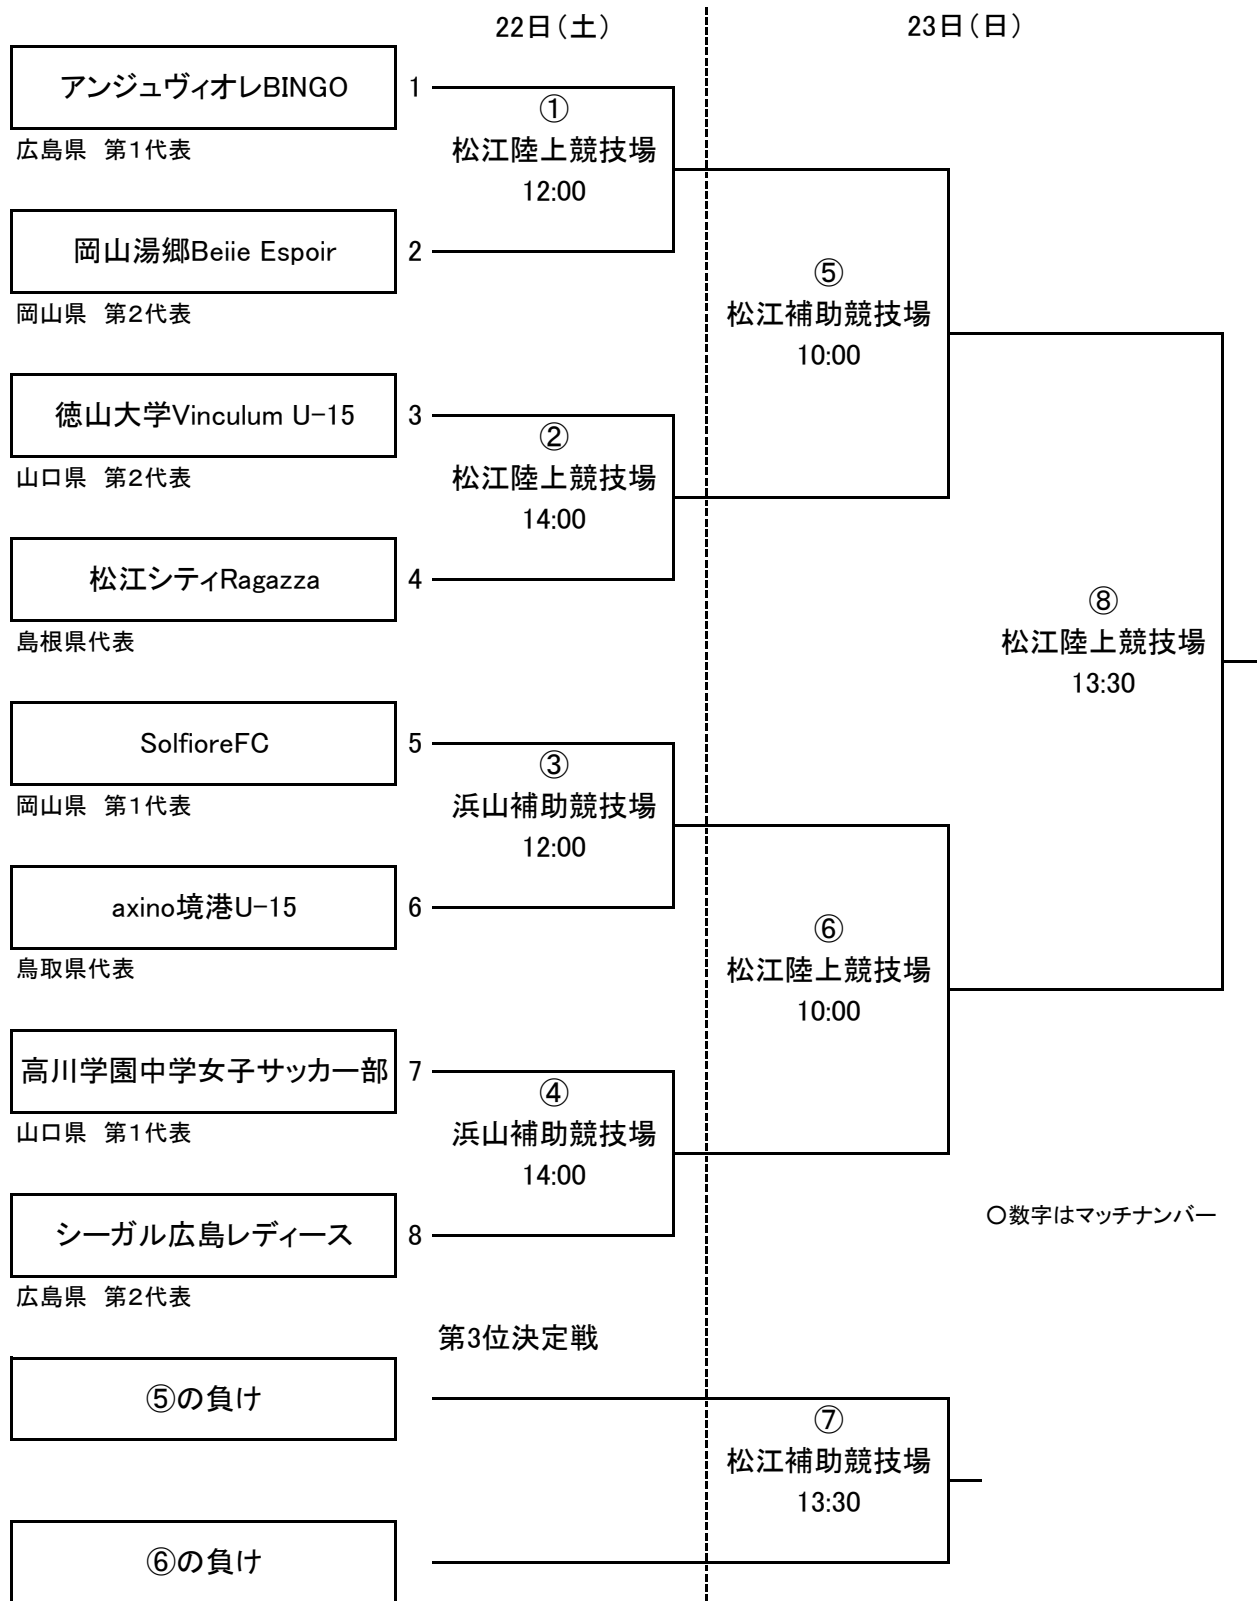 22日（土）
23日（日）
アンジュヴィオレBINGO
1
広島県　第1代表
①
松江陸上競技場
12:00
岡山湯郷Beiie Espoir
2
岡山県　第2代表
⑤
松江補助競技場
10:00
徳山大学Vinculum U-15
3
山口県　第2代表
②
松江陸上競技場
14:00
松江シティRagazza
4
島根県代表
⑧
松江陸上競技場
13:30
SolfioreFC
5
岡山県　第1代表
③
浜山補助競技場
12:00
axino境港U-15
6
鳥取県代表
⑥
松江陸上競技場
10:00
高川学園中学女子サッカー部
7
山口県　第1代表
④
浜山補助競技場
14:00
シーガル広島レディース
8
広島県　第2代表
○数字はマッチナンバー
第3位決定戦
⑤の負け
⑦
松江補助競技場
13:30
⑥の負け